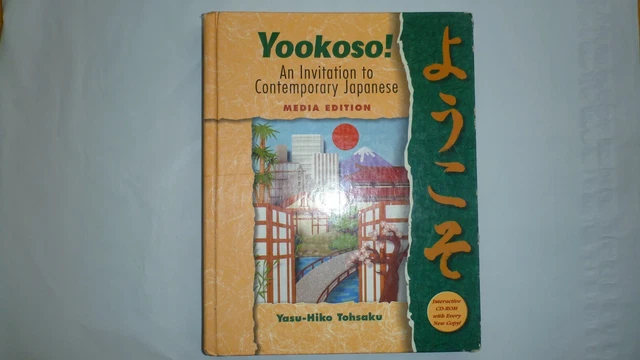 Yookoso!
An Invitation to
Contemporary Japanese
MEDIA EDITION
ようこそ
Yasu-Hiko Tohsaku
Interactive
CD-ROM
with Every
New Copy!